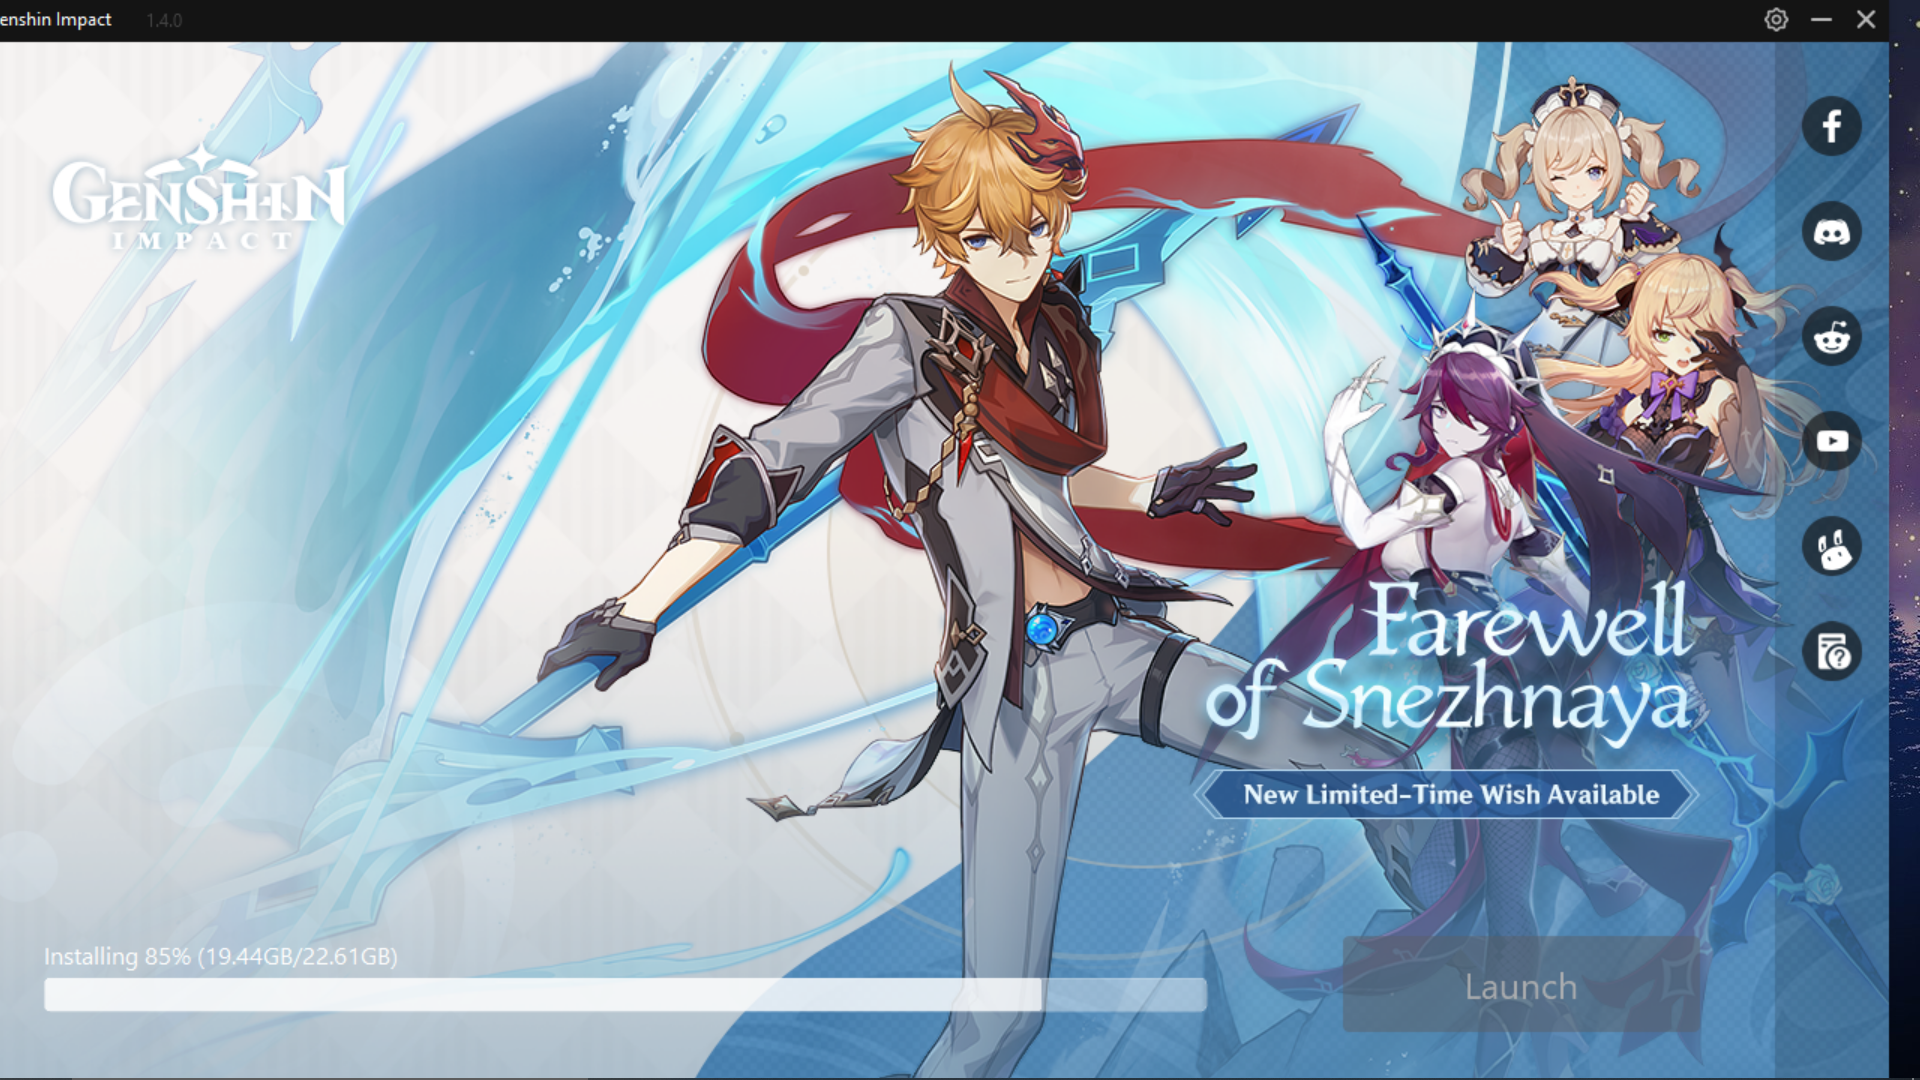 enshin Impact 1.4.0
GENSHIN
IMPACT
Farewell
of Snezhnaya
New Limited-Time Wish Available
Installing 85% (19.44GB/22.61GB)
Launch